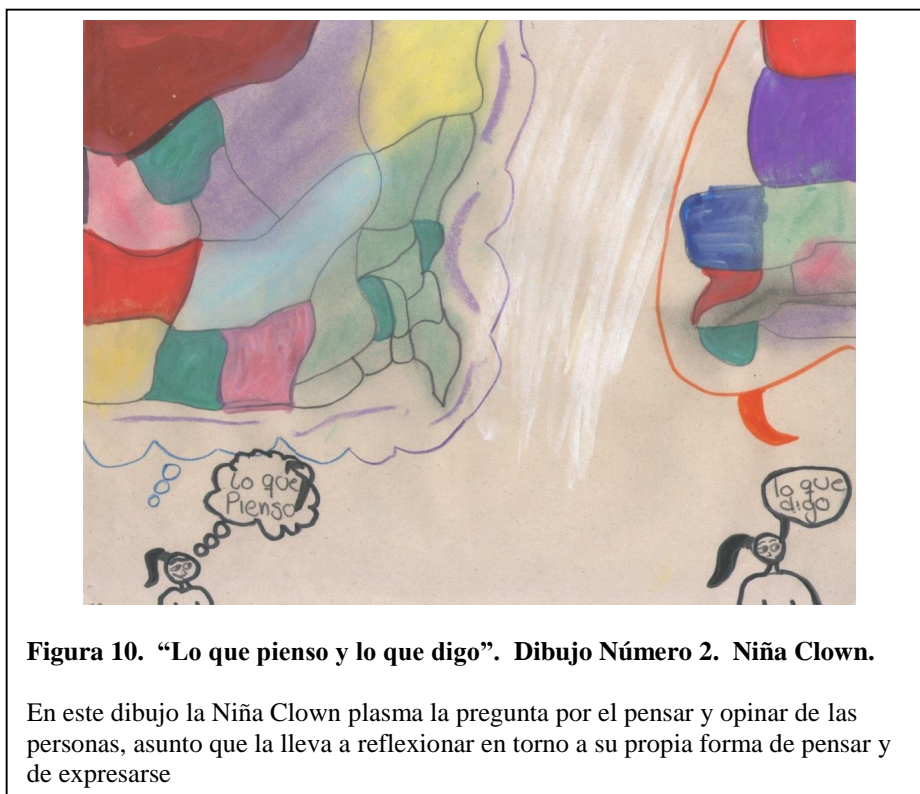 lo que
Pienso
lo que
digo
Figura 10. “Lo que pienso y lo que digo”. Dibujo Número 2. Niña Clown.
En este dibujo la Niña Clown plasma la pregunta por el pensar y opinar de las
personas, asunto que la lleva a reflexionar en torno a su propia forma de pensar y
de expresarse